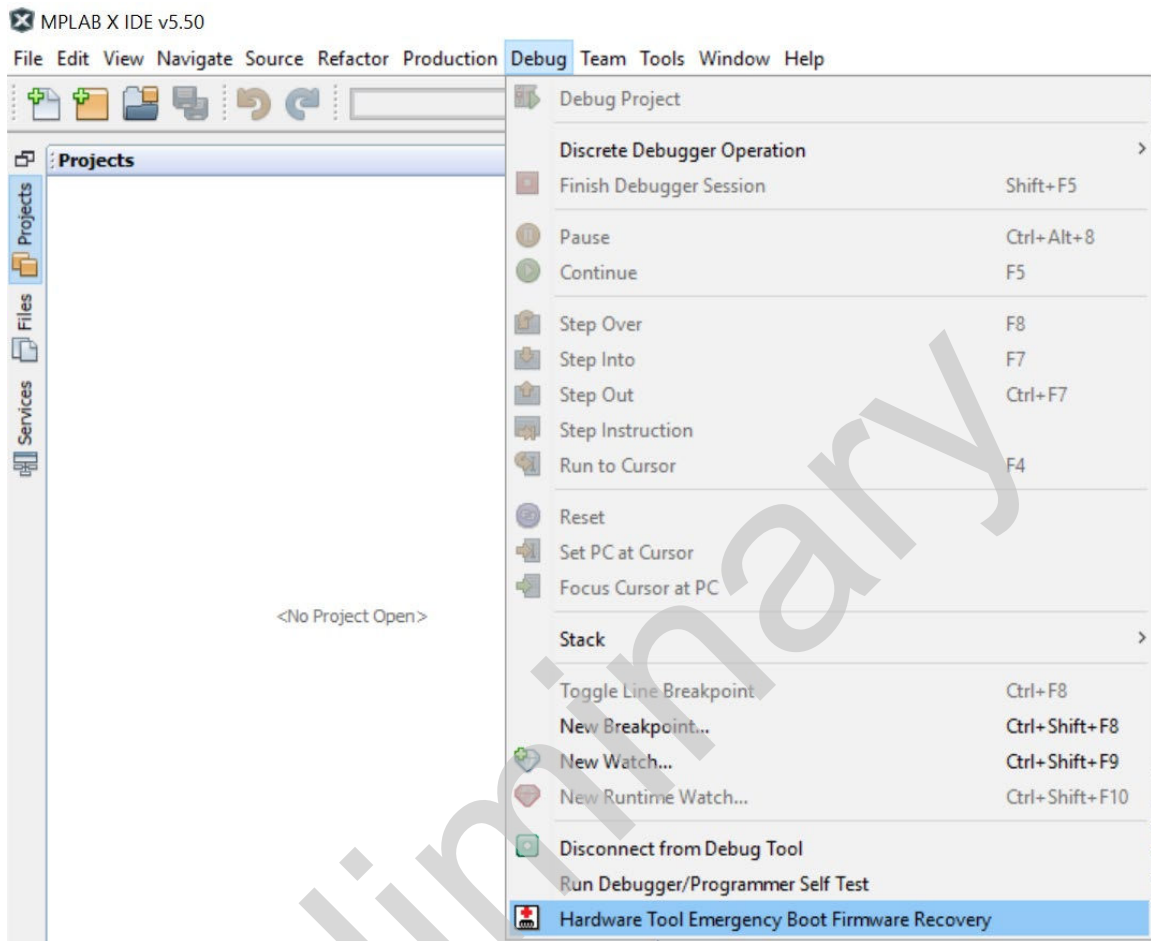 MPLAB X IDE v5.50
File Edit View Navigate Source Refactor Production Debug Team Tools Window Help
Projects
Projects
Files
Services
<No Project Open>
Debug Project
Discrete Debugger Operation
Finish Debugger Session Shift+F5
Pause Ctrl+Alt+8
Continue F5
Step Over F8
Step Into F7
Step Out Ctrl+F7
Step Instruction
Run to Cursor F4
Reset
Set PC at Cursor
Focus Cursor at PC
Stack
Toggle Line Breakpoint Ctrl+F8
New Breakpoint... Ctrl+Shift+F8
New Watch... Ctrl+Shift+F9
New Runtime Watch... Ctrl+Shift+F10
Disconnect from Debug Tool
Run Debugger/Programmer Self Test
Hardware Tool Emergency Boot Firmware Recovery
liminary